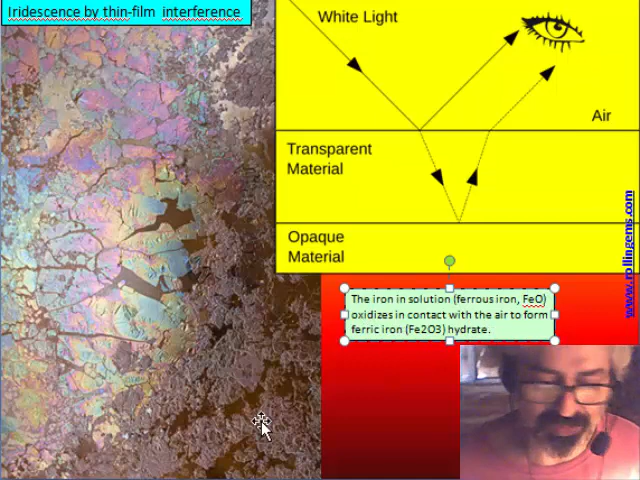 Iridescence by thin-film interference
White Light
Air
Transparent
Material
Opaque
Material
The iron in solution (ferrous iron, FeO)
oxidizes in contact with the air to form
ferric iron (Fe2O3) hydrate.
www.rollingems.com